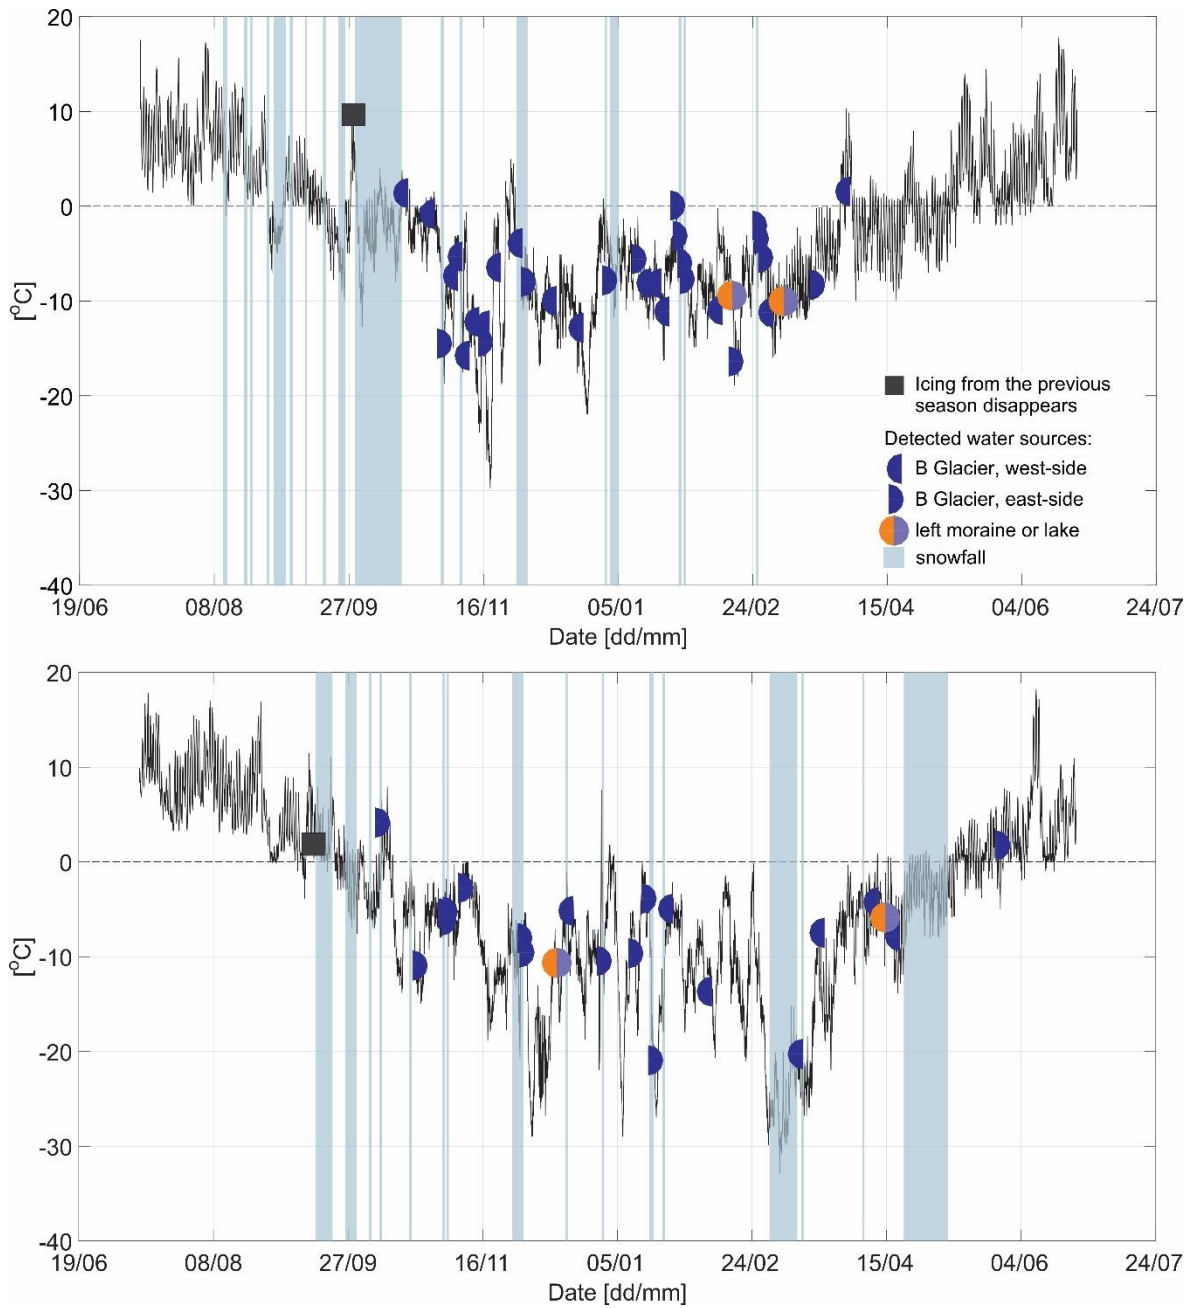 20
10
0
-10
-20
-30
-40
[°C]
19/06 08/08 27/09 16/11 05/01 24/02 15/04 04/06 24/07
Date [dd/mm]
Icing from the previous
season disappears
Detected water sources:
B Glacier, west-side
B Glacier, east-side
left moraine or lake
snowfall
20
10
0
-10
-20
-30
-40
[°C]
19/06 08/08 27/09 16/11 05/01 24/02 15/04 04/06 24/07
Date [dd/mm]